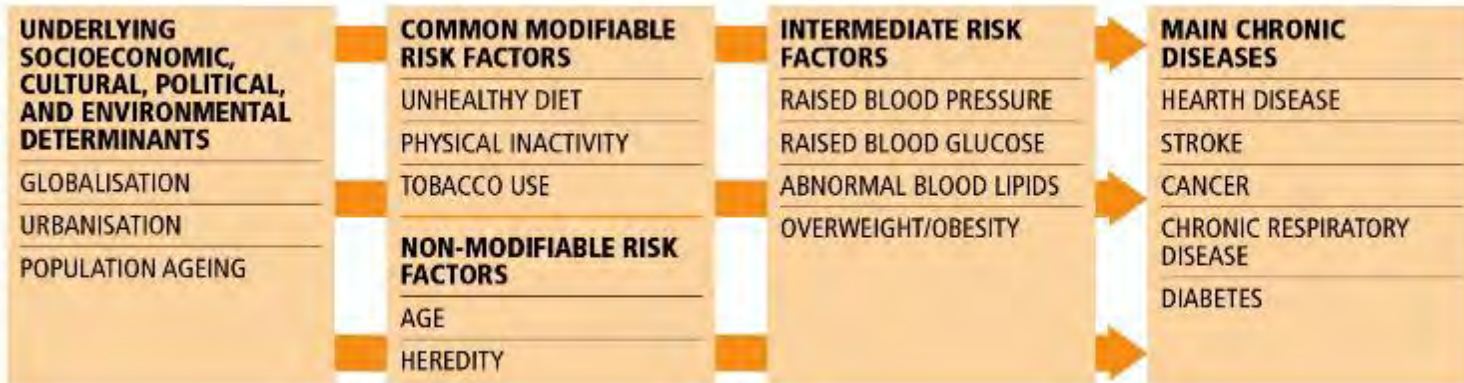 UNDERLYING
SOCIOECONOMIC,
CULTURAL, POLITICAL,
AND ENVIRONMENTAL
DETERMINANTS
GLOBALISATION
URBANISATION
POPULATION AGEING
COMMON MODIFIABLE
RISK FACTORS
UNHEALTHY DIET
PHYSICAL INACTIVITY
TOBACCO USE
NON-MODIFIABLE RISK
FACTORS
AGE
HEREDITY
INTERMEDIATE RISK
FACTORS
RAISED BLOOD PRESSURE
RAISED BLOOD GLUCOSE
ABNORMAL BLOOD LIPIDS
OVERWEIGHT/OBESITY
MAIN CHRONIC
DISEASES
HEARTH DISEASE
STROKE
CANCER
CHRONIC RESPIRATORY
DISEASE
DIABETES